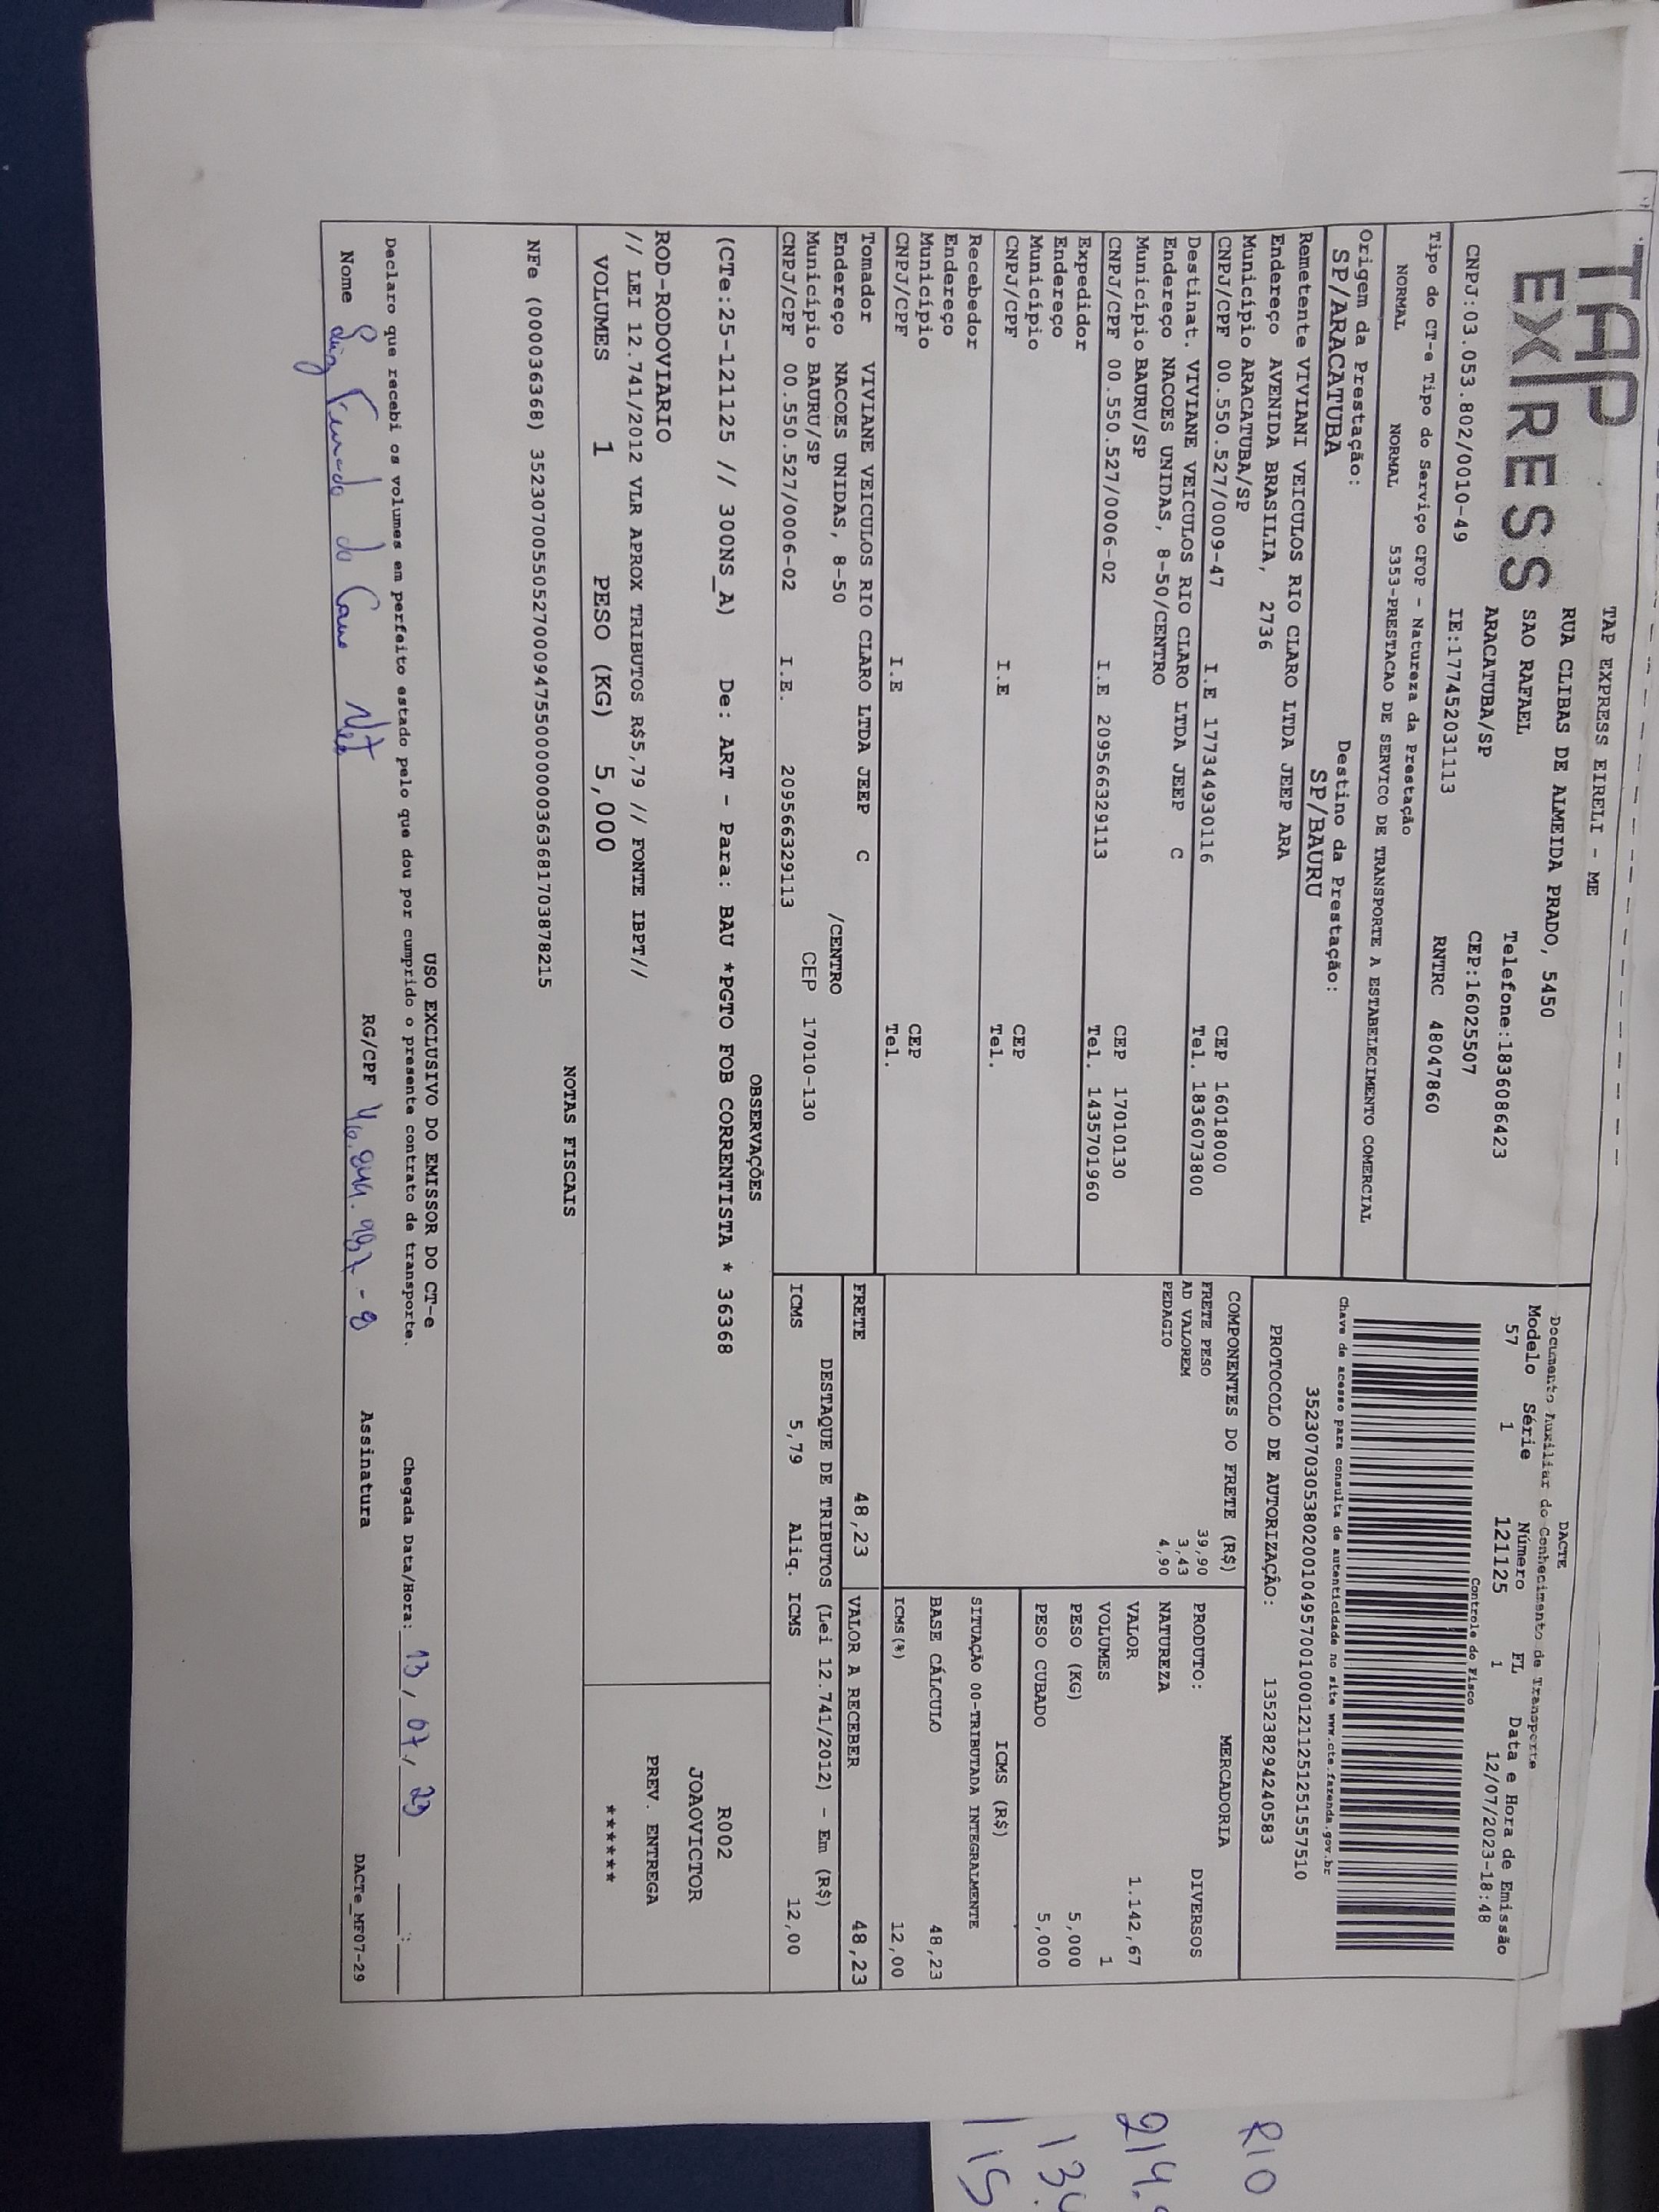 TAP
EXPRESS
TAP EXPRESS EIRELI - ME
RUA CLIBAS DE ALMEIDA PRADO, 5450
SAO RAFAEL
Telefone:1836086423
ARACATUBA/SP
CEP:16025507
CNPJ:03.053.802/0010-49
IE:177452031113
RNTRC 48047860
DACTE
Documento Auxiliar do Conhecimento de Transporte
Modelo Série Número FL Data e Hora de Emissão
57 1 121125 1 12/07/2023-18:48
Controle do Fisco
Tipo do CT-e Tipo do Serviço CFOP - Natureza da Prestação
NORMAL NORMAL 5353-PRESTACAO DE SERVICO DE TRANSPORTE A ESTABELECIMENTO COMERCIAL
Chave de acesso para consulta de autenticidade no site www.cte.fazenda.gov.br
35230703053802001049570010001211251251557510
PROTOCOLO DE AUTORIZAÇÃO: 135238294240583
Origem da Prestação: Destino da Prestação:
SP/ARACATUBA SP/BAURU
Remetente VIVIANI VEICULOS RIO CLARO LTDA JEEP ARA
Endereço AVENIDA BRASILIA, 2736
Município ARACATUBA/SP CEP 16018000
CNPJ/CPF 00.550.527/0009-47 I.E 177344930116 Tel. 1836073800
Destinat. VIVIANE VEICULOS RIO CLARO LTDA JEEP C
Endereço NACOES UNIDAS, 8-50/CENTRO
Município BAURU/SP CEP 17010130
CNPJ/CPF 00.550.527/0006-02 I.E 209566329113 Tel. 1435701960
Expedidor
Endereço
Município CEP
CNPJ/CPF I.E Tel.
Recebedor
Endereço
Município CEP
CNPJ/CPF I.E Tel.
Tomador VIVIANE VEICULOS RIO CLARO LTDA JEEP C
Endereço NACOES UNIDAS, 8-50 /CENTRO
Município BAURU/SP CEP 17010-130
CNPJ/CPF 00.550.527/0006-02 I.E. 209566329113
COMPONENTES DO FRETE (R$)
FRETE PESO 39,90
AD VALOREM 3,43
PEDAGIO 4,90
MERCADORIA
PRODUTO: DIVERSOS
NATUREZA
VALOR 1.142,67
VOLUMES 1
PESO (KG) 5,000
PESO CUBADO 5,000
ICMS (R$)
SITUAÇÃO 00-TRIBUTADA INTEGRALMENTE
BASE CÁLCULO 48,23
ICMS(%) 12,00
FRETE 48,23 VALOR A RECEBER 48,23
DESTAQUE DE TRIBUTOS (Lei 12.741/2012) - Em (R$)
ICMS 5,79 Aliq. ICMS 12,00
OBSERVAÇÕES
(CTe:25-121125 // 300NS_A) De: ART - Para: BAU *PGTO FOB CORRENTISTA * 36368
R002
JOAOVICTOR
ROD-RODOVIARIO
// LEI 12.741/2012 VLR APROX TRIBUTOS R$5,79 // FONTE IBPT//
PREV. ENTREGA
VOLUMES 1 PESO (KG) 5,000
******
NOTAS FISCAIS
NFe (000036368) 35230700550527000947550000000363681703878215
USO EXCLUSIVO DO EMISSOR DO CT-e
Declaro que recebi os volumes em perfeito estado pelo que dou por cumprido o presente contrato de transporte.
Chegada Data/Hora: 13/07/23 __:__
Nome RG/CPF Assinatura
DACTe_MF07-29
RIO